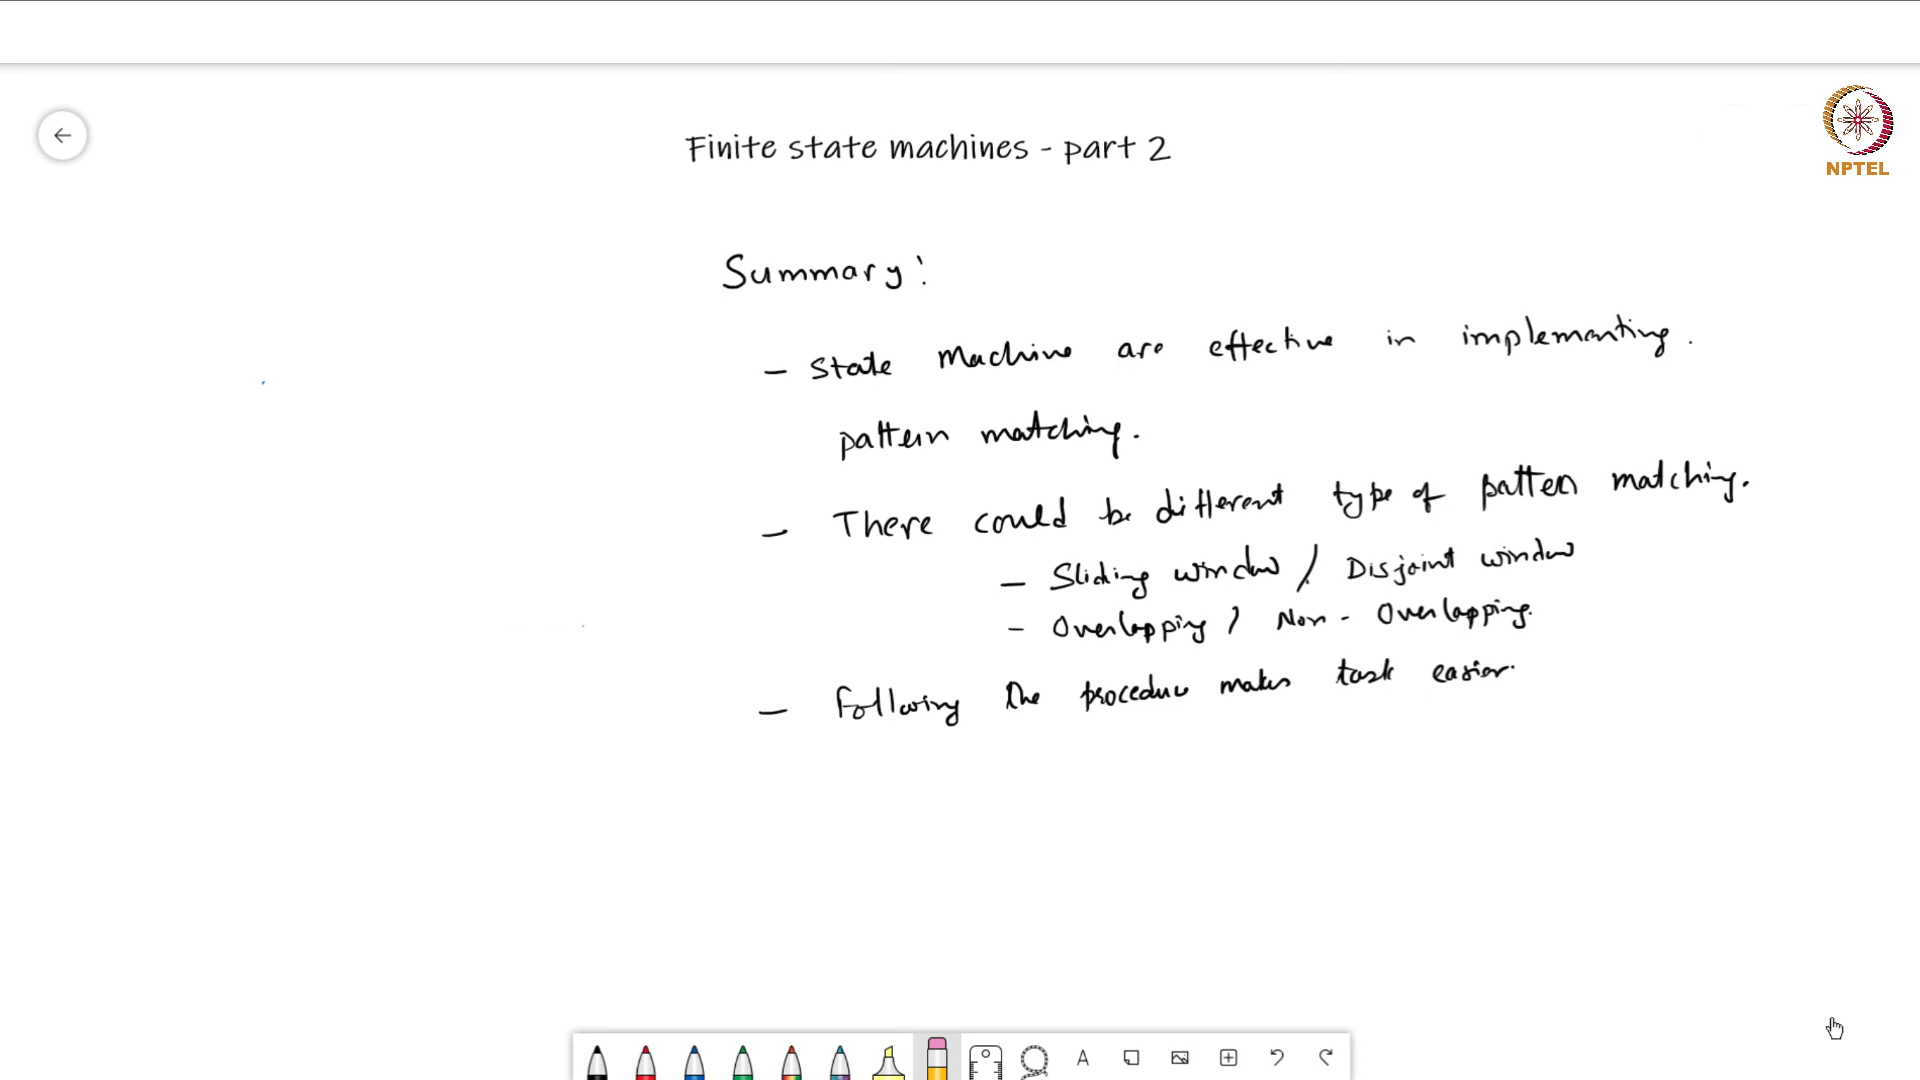 Finite state machines - part 2
NPTEL
Summary:
- State Machine are effective in implementing.
pattern matching.
- There could be different type of pattern matching.
- Sliding window / Disjoint window
- Overlapping / Non - Overlapping.
- Following the procedure makes task easier.